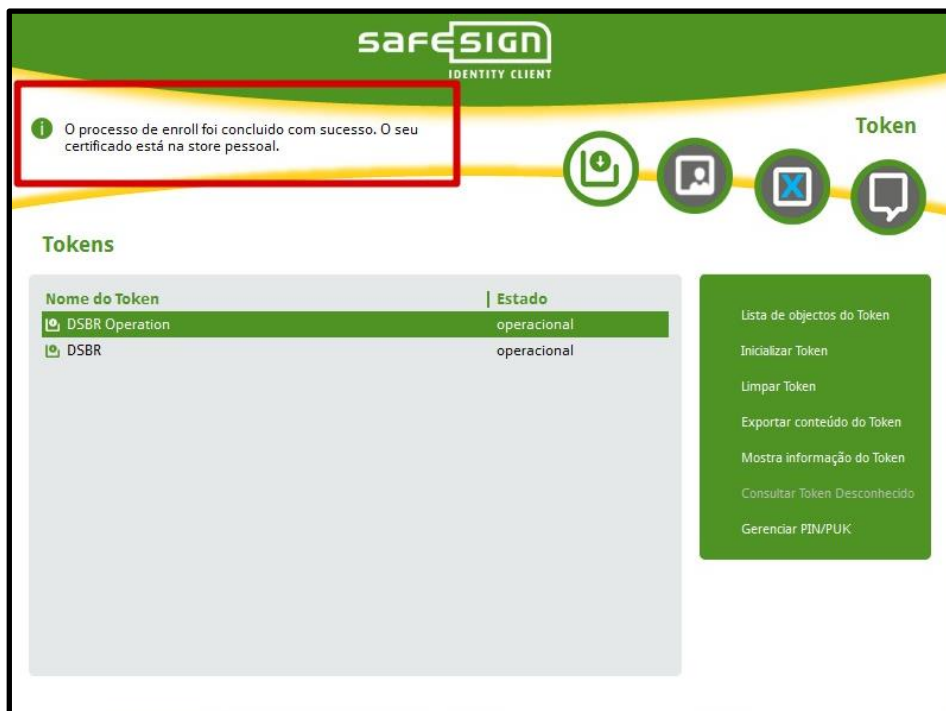 safesign
IDENTITY CLIENT
O processo de enroll foi concluido com sucesso. O seu
certificado está na store pessoal.
Token
Tokens
Nome do Token | Estado
DSBR Operation operacional
DSBR operacional
Lista de objectos do Token
Inicializar Token
Limpar Token
Exportar conteúdo do Token
Mostra informação do Token
Consultar Token Desconhecido
Gerenciar PIN/PUK